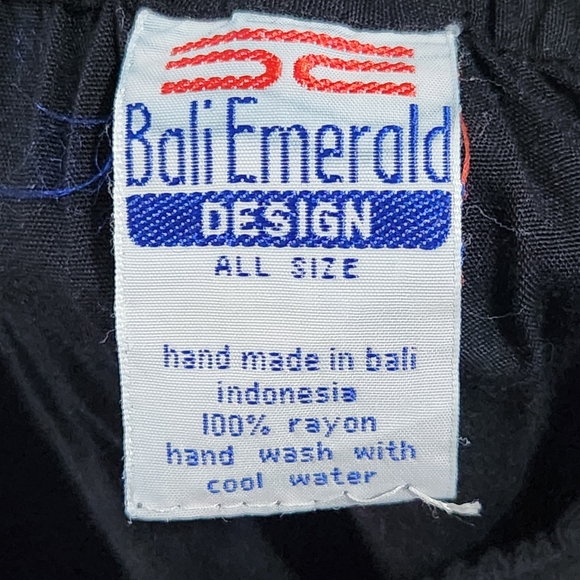 Bali Emerald
DESIGN
ALL SIZE
hand made in bali
indonesia
100% rayon
hand wash with
cool water